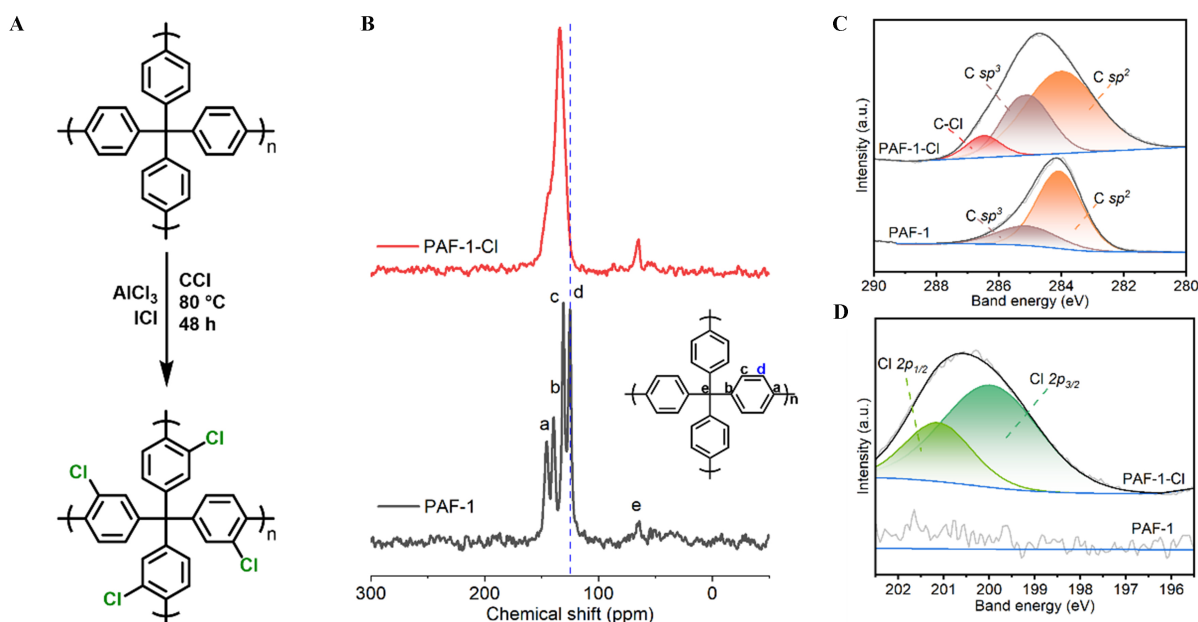 A
n
AlCl3
ICl
CCl
80 °C
48 h
Cl
Cl
n
Cl
Cl
B
PAF-1-Cl
c
d
b
a
PAF-1
e
c
d
e
b
a
n
300
200
100
0
Chemical shift (ppm)
C
C sp3
C sp2
C-Cl
PAF-1-Cl
C sp3
C sp2
PAF-1
Intensity (a.u.)
290
288
286
284
282
280
Band energy (eV)
D
Cl 2p1/2
Cl 2p3/2
PAF-1-Cl
PAF-1
Intensity (a.u.)
202
201
200
199
198
197
196
Band energy (eV)